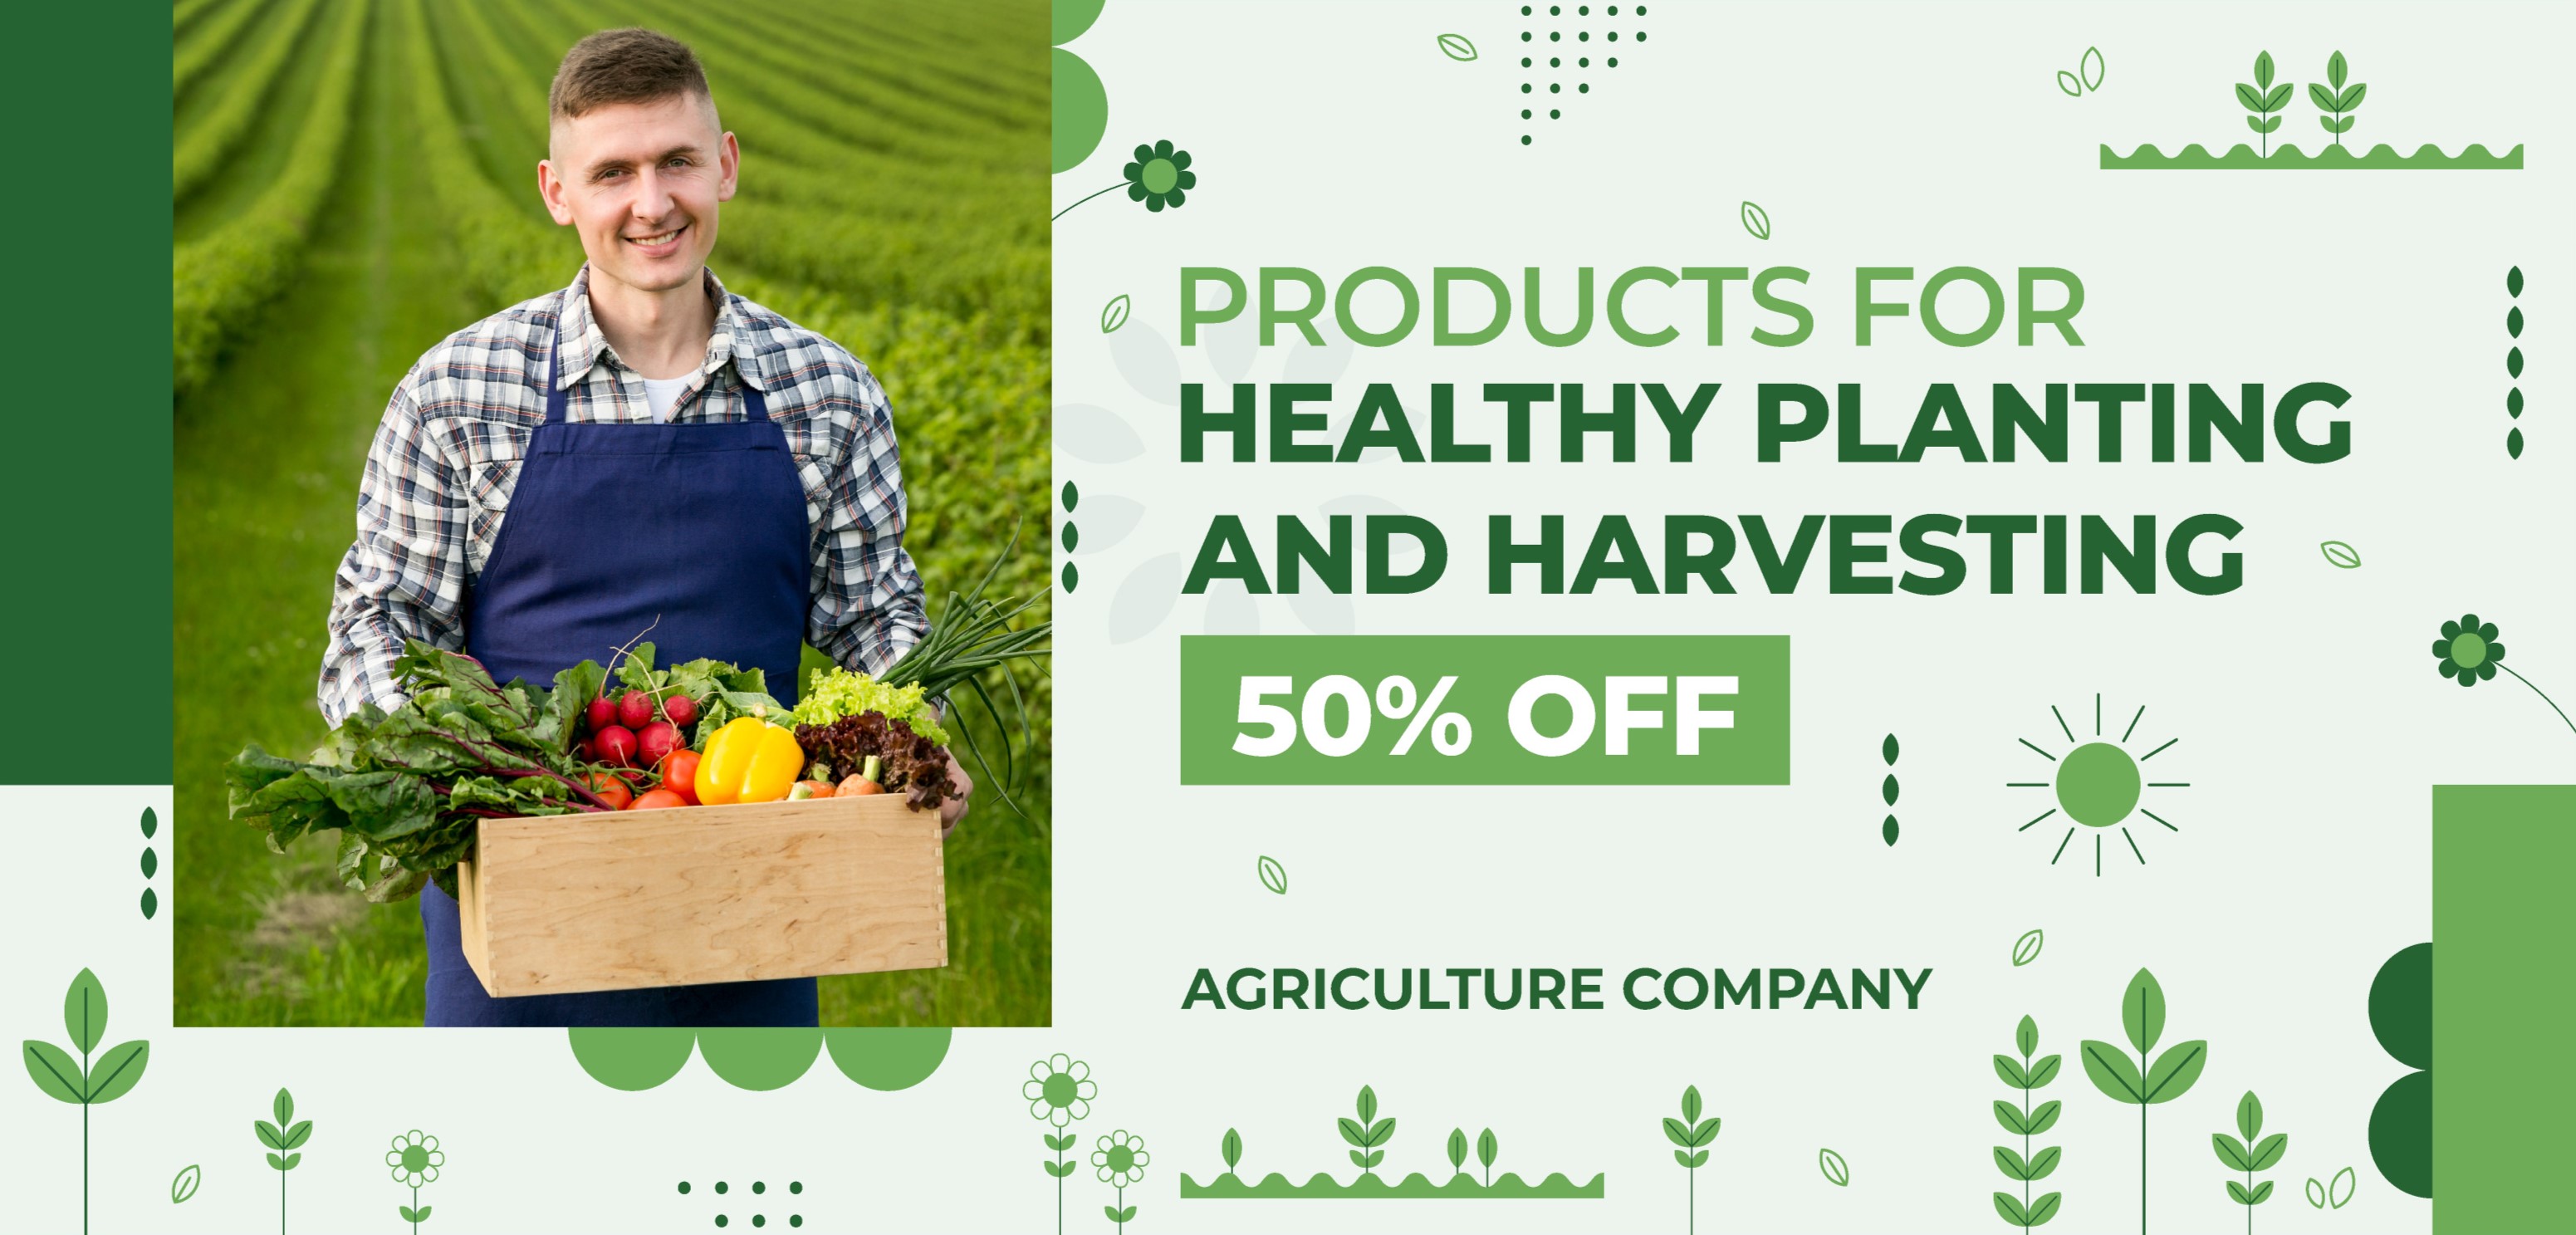 PRODUCTS FOR
HEALTHY PLANTING
AND HARVESTING
50% OFF
AGRICULTURE COMPANY